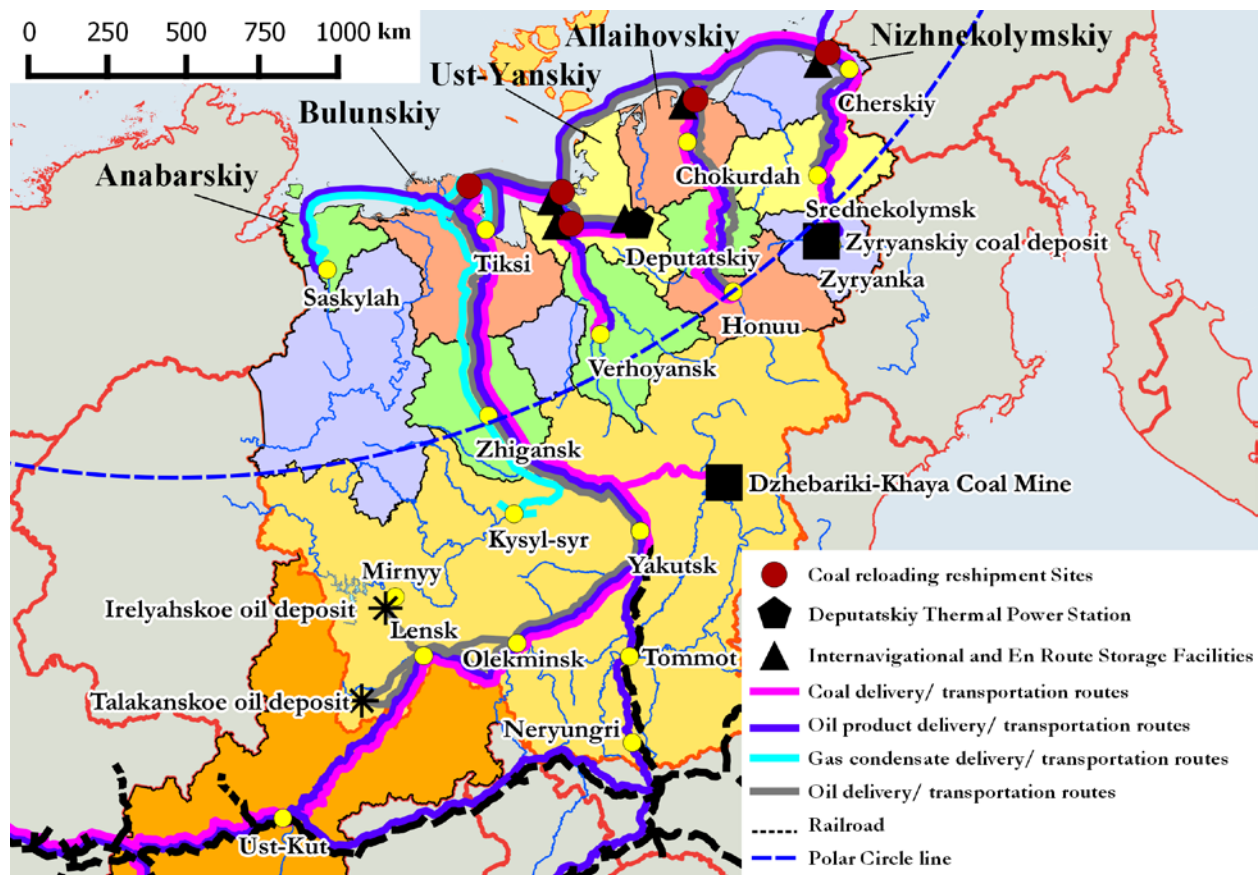 0 250 500 750 1000 km
Allaihovskiy
Nizhnekolymskiy
Ust-Yanskiy
Bulunskiy
Anabarskiy
Cherskiy
Chokurdah
Srednekolymsk
Zyryanskiy coal deposit
Deputatskiy
Tiksi
Zyryanka
Saskylah
Honuu
Verhoyansk
Zhigansk
Dzhebariki-Khaya Coal Mine
Kysyl-syr
Yakutsk
Mirnyy
Irelyahskoe oil deposit
Lensk
Olekminsk
Tommot
Talakanskoe oil deposit
Neryungri
Ust-Kut
Coal reloading reshipment Sites
Deputatskiy Thermal Power Station
Internavigational and En Route Storage Facilities
Coal delivery/ transportation routes
Oil product delivery/ transportation routes
Gas condensate delivery/ transportation routes
Oil delivery/ transportation routes
Railroad
Polar Circle line